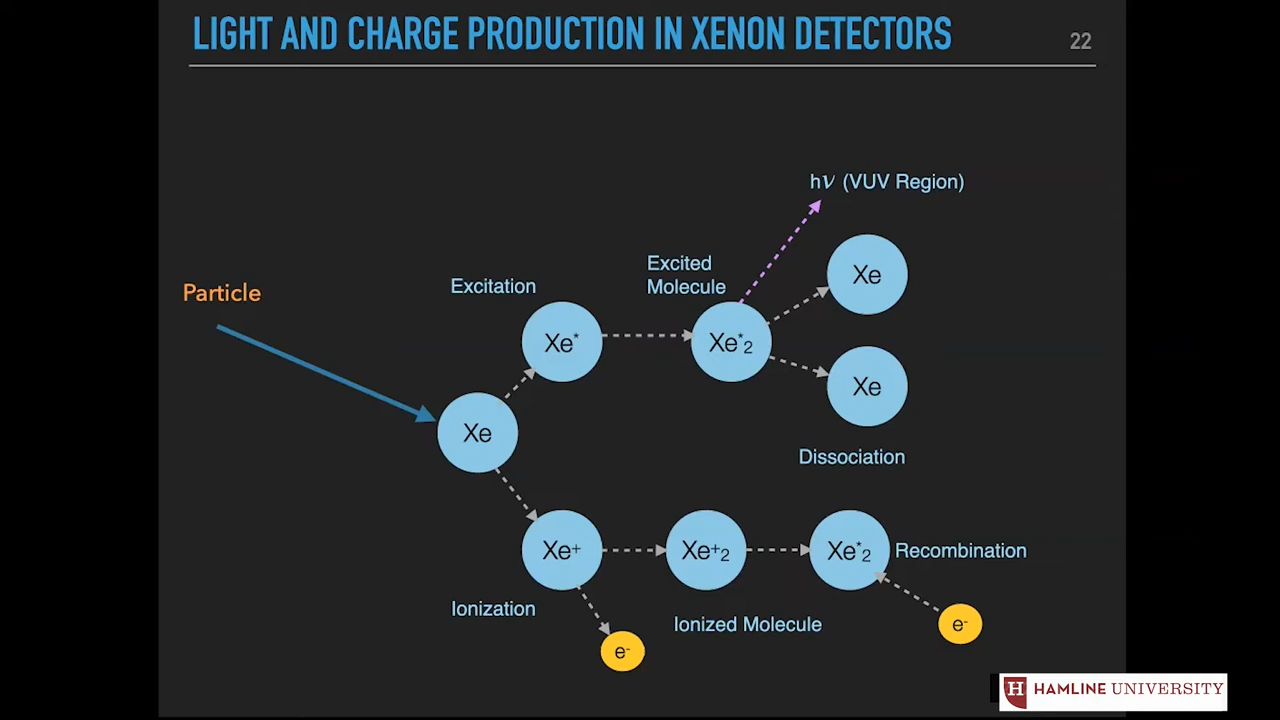 LIGHT AND CHARGE PRODUCTION IN XENON DETECTORS
22
hν (VUV Region)
Excited
Molecule
Xe
Excitation
Particle
Xe*
Xe*2
Xe
Xe
Dissociation
Xe+
Xe+2
Xe*2
Recombination
Ionization
Ionized Molecule
e-
e-
H HAMLINE UNIVERSITY